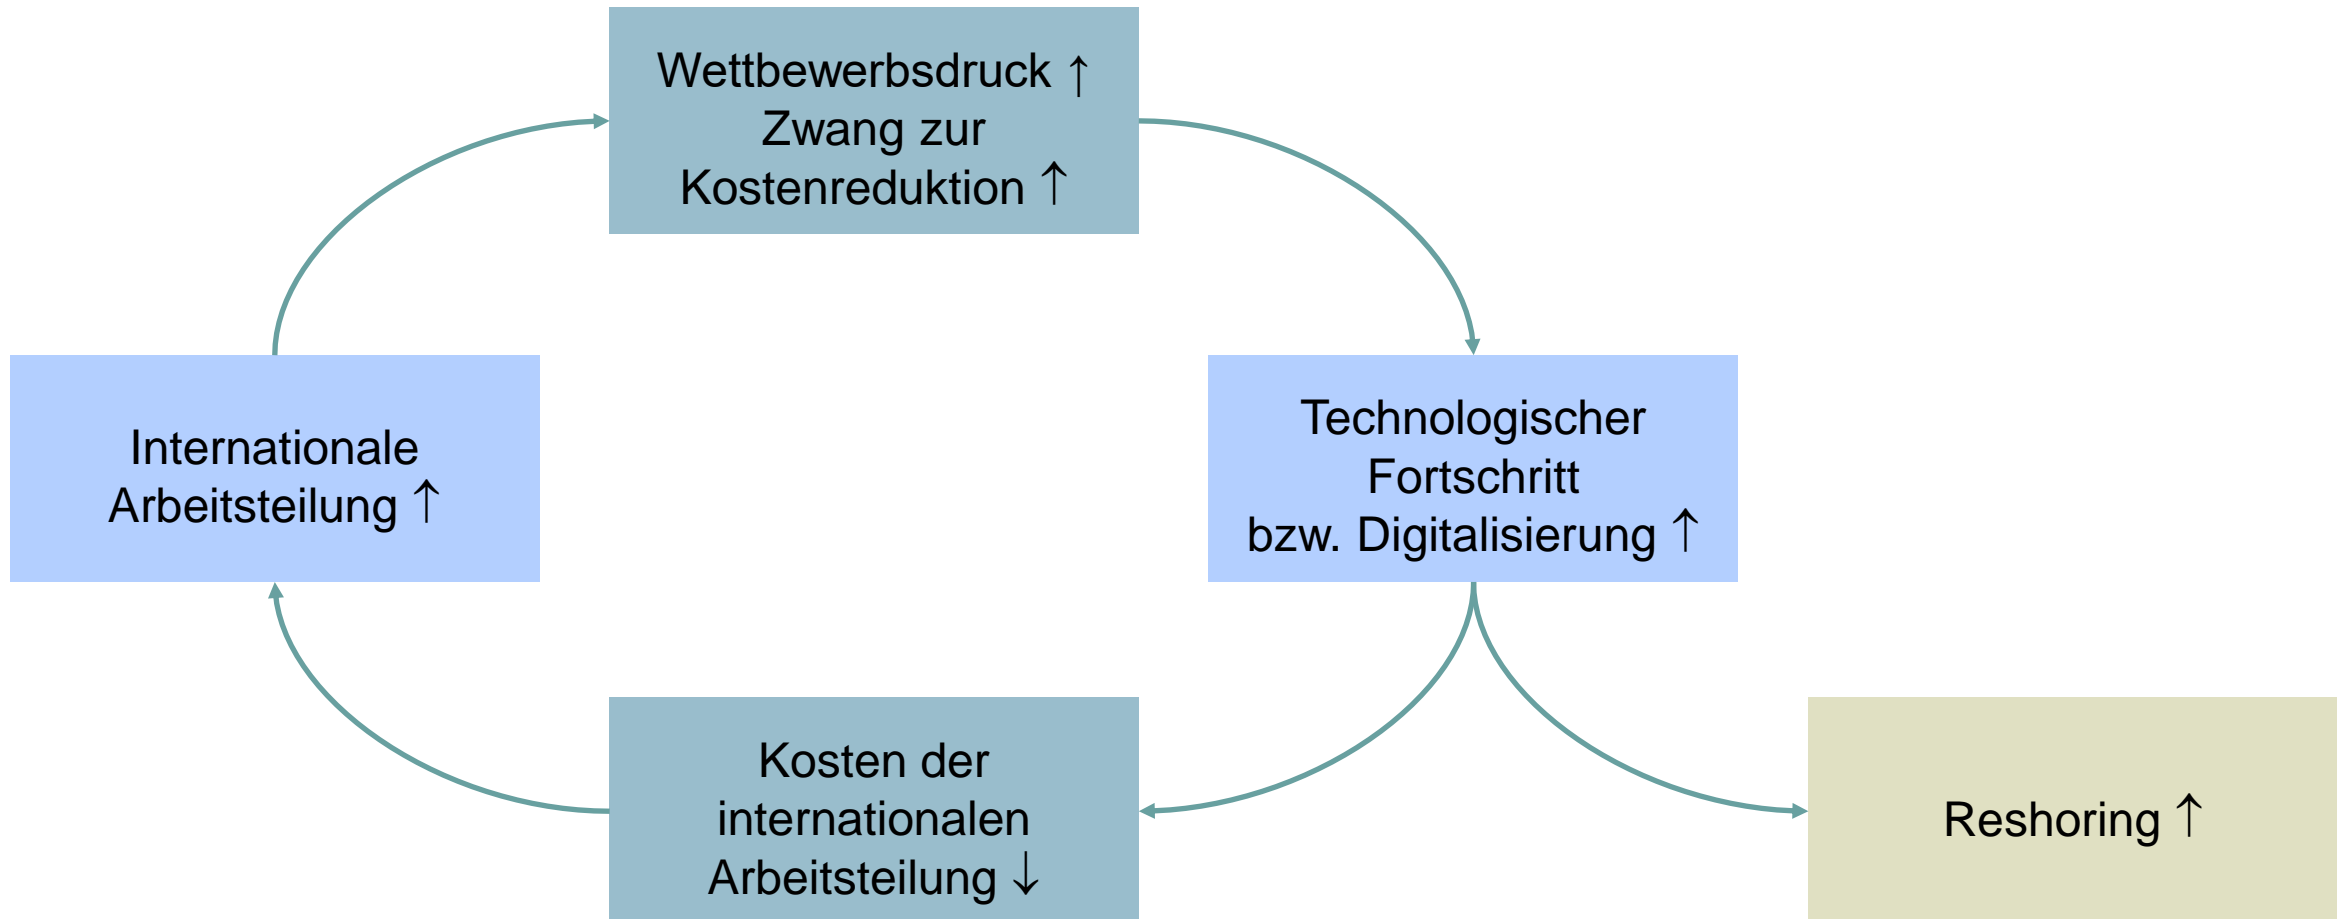 Wettbewerbsdruck ↑
Zwang zur
Kostenreduktion ↑
Internationale
Arbeitsteilung ↑
Technologischer
Fortschritt
bzw. Digitalisierung ↑
Kosten der
internationalen
Arbeitsteilung ↓
Reshoring ↑